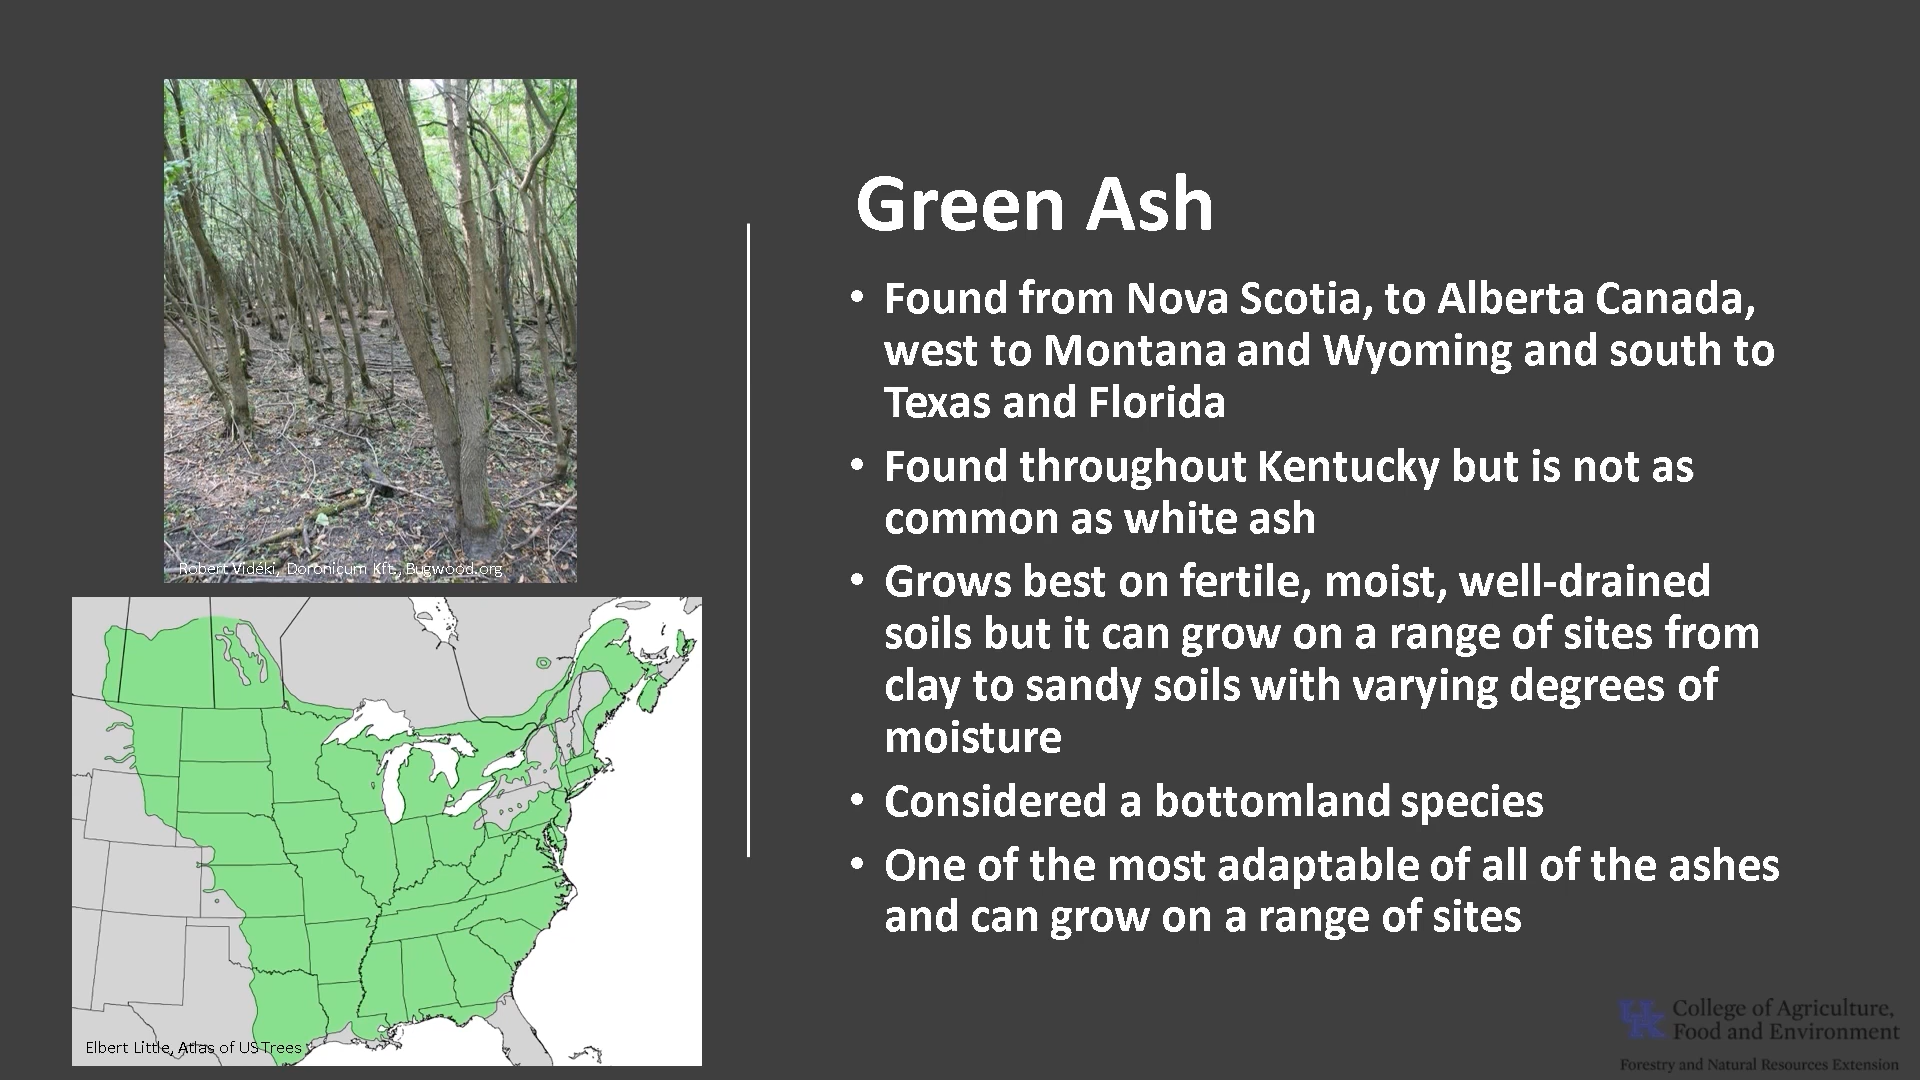 Green Ash
• Found from Nova Scotia, to Alberta Canada,
west to Montana and Wyoming and south to
Texas and Florida
• Found throughout Kentucky but is not as
common as white ash
• Grows best on fertile, moist, well-drained
soils but it can grow on a range of sites from
clay to sandy soils with varying degrees of
moisture
• Considered a bottomland species
• One of the most adaptable of all of the ashes
and can grow on a range of sites
Robert Vidéki, Doronicum Kft., Bugwood.org
Elbert Little, Atlas of US Trees
UK
College of Agriculture,
Food and Environment
Forestry and Natural Resources Extension